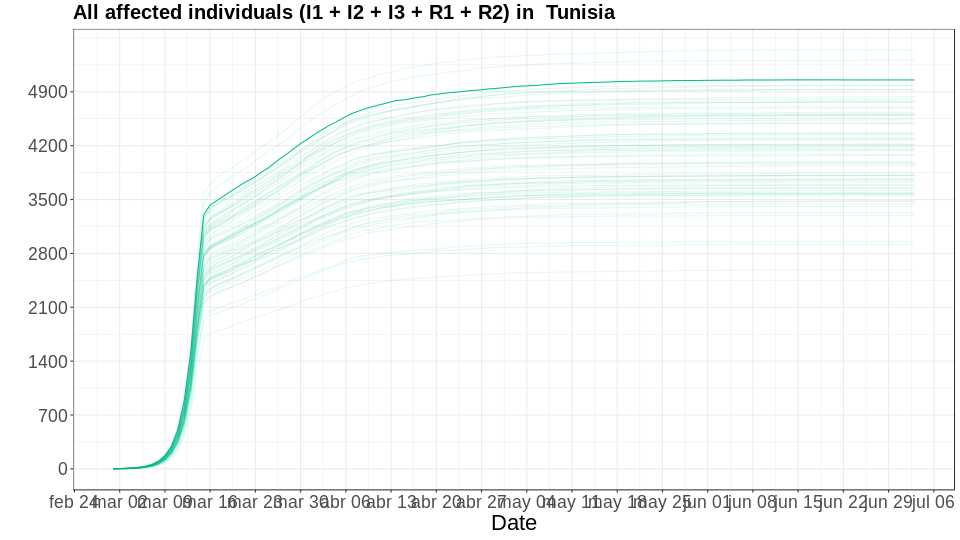 All affected individuals (I1 + I2 + I3 + R1 + R2) in  Tunisia
4900
4200
3500
2800
2100
1400
700
0
feb 24 mar 02 mar 09 mar 16 mar 23 mar 30 abr 06 abr 13 abr 20 abr 27 may 04 may 11 may 18 may 25 jun 01 jun 08 jun 15 jun 22 jun 29 jul 06
Date